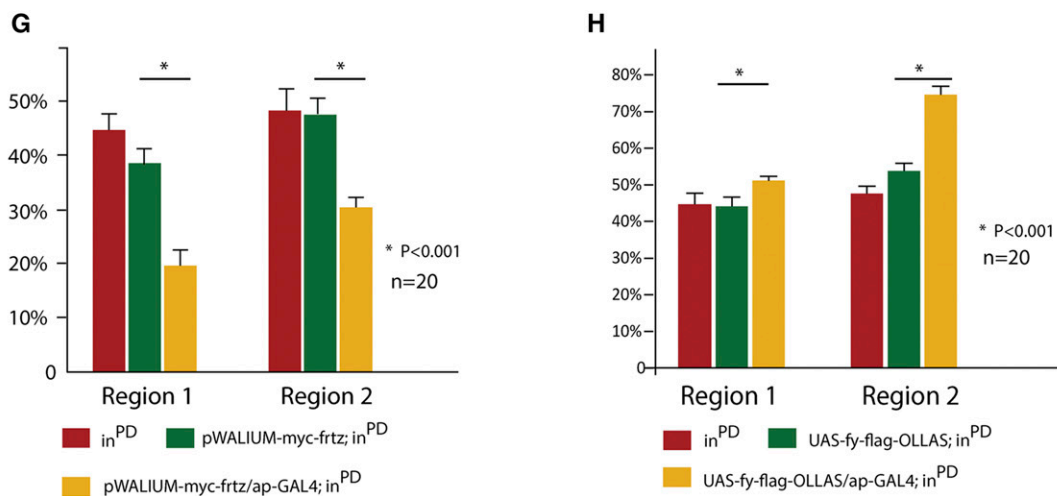 G
50%
40%
30%
20%
10%
0
*
*
* P<0.001
n=20
Region 1
Region 2
in^PD
pWALIUM-myc-frtz; in^PD
pWALIUM-myc-frtz/ap-GAL4; in^PD
H
80%
70%
60%
50%
40%
30%
20%
10%
0
*
*
* P<0.001
n=20
Region 1
Region 2
in^PD
UAS-fy-flag-OLLAS; in^PD
UAS-fy-flag-OLLAS/ap-GAL4; in^PD